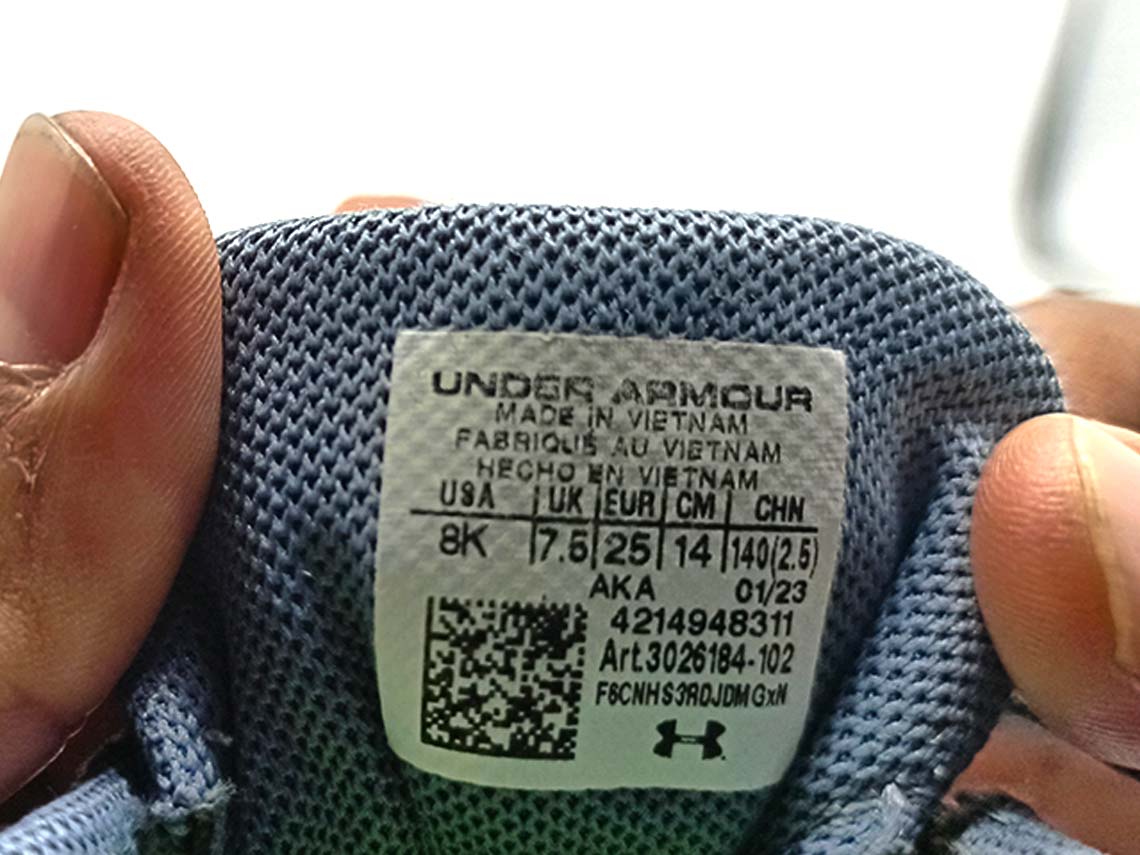 UNDER ARMOUR
MADE IN VIETNAM
FABRIQUÉ AU VIETNAM
HECHO EN VIETNAM
USA UK EUR CM CHN
8K 7.5 25 14 140(2.5)
AKA 01/23
4214948311
Art.3026184-102
F6CNHS3RDJDMGxN